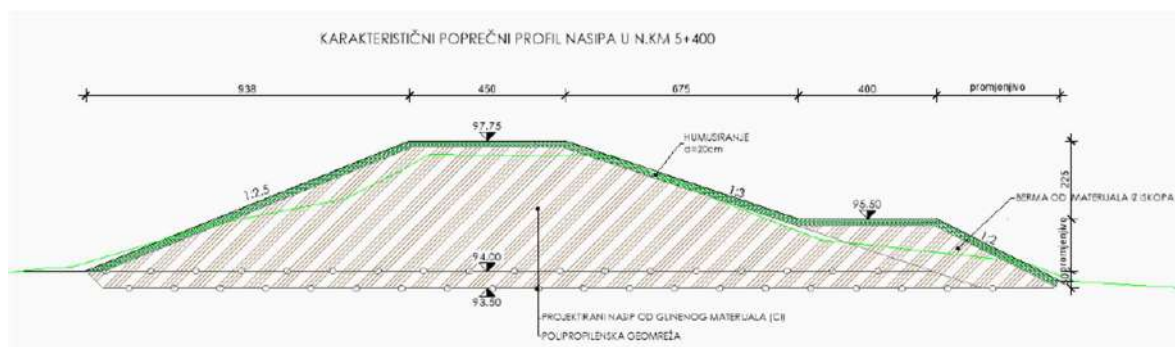 KARAKTERISTIČNI POPREČNI PROFIL NASIPA U N.KM 5+400
938
450
675
400
promjenjivo
97.75
HUMUSIRANJE
d=20cm
1:2.5
1:3
225
95.50
BERMA OD MATERIJALA IZ ISKOPA
1:2
promjenjivo
94.00
50
93.50
PROJEKTIRANI NASIP OD GLINENOG MATERIJALA (CI)
POLIPROPILENSKA GEOMREŽA